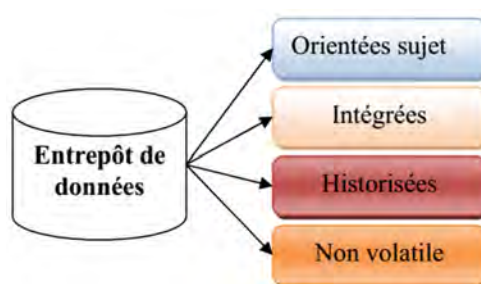 Entrepôt de
données
Orientées sujet
Intégrées
Historisées
Non volatile